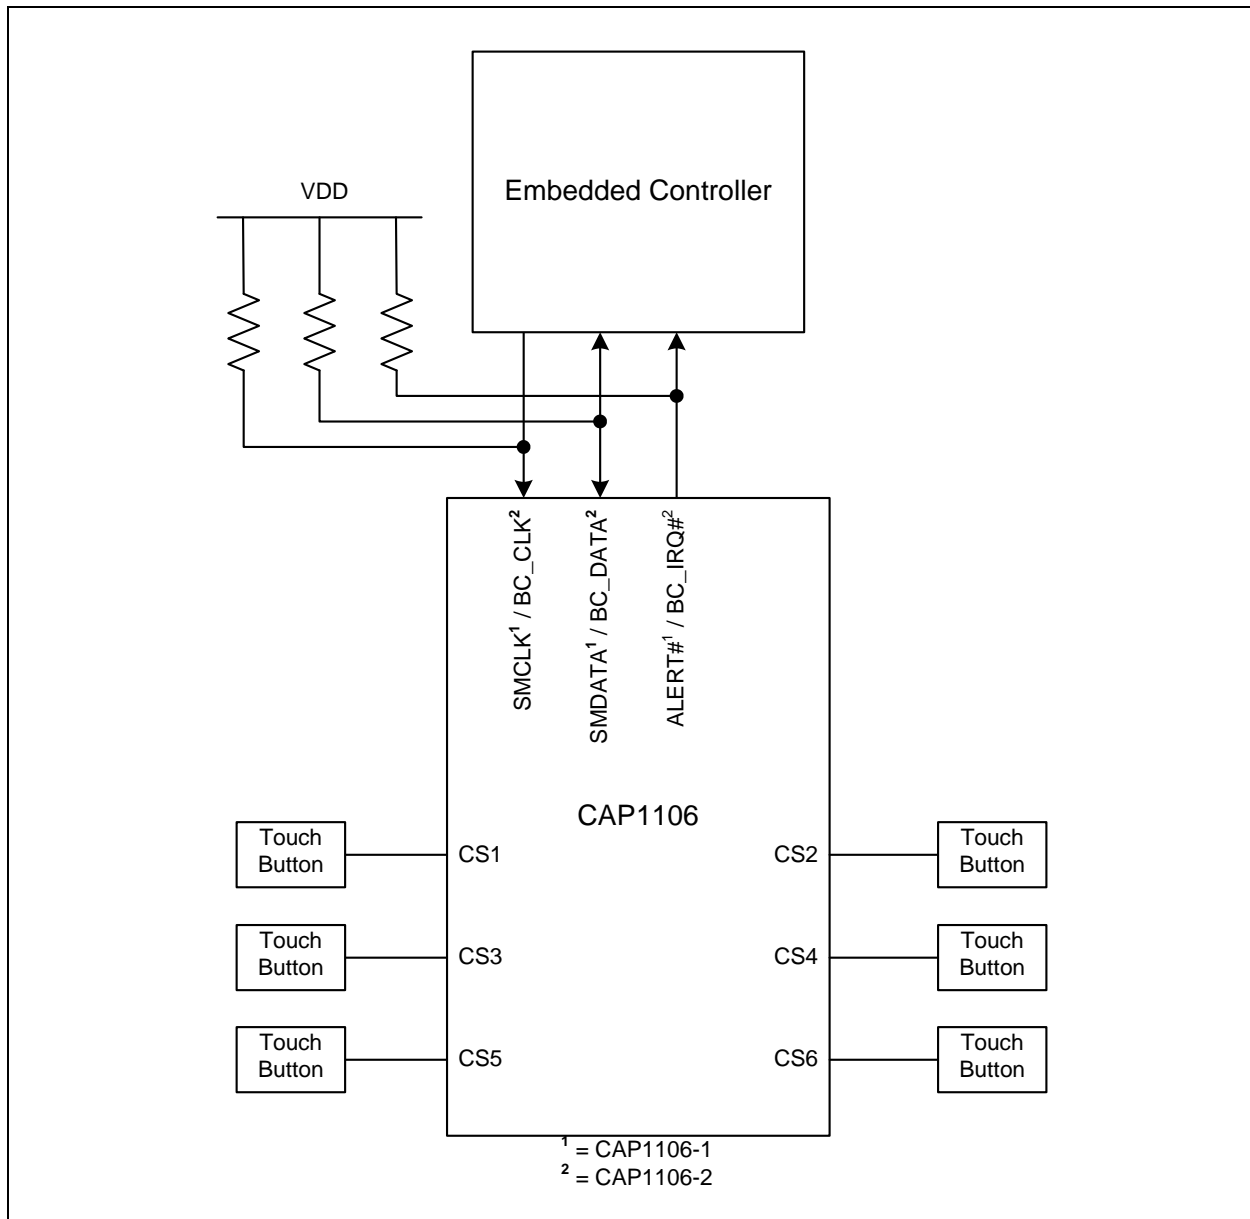 Embedded Controller
VDD
SMCLK¹ / BC_CLK²
SMDATA¹ / BC_DATA²
ALERT#¹ / BC_IRQ#²
CAP1106
Touch
Button
CS1
CS2
Touch
Button
Touch
Button
CS3
CS4
Touch
Button
Touch
Button
CS5
CS6
Touch
Button
¹ = CAP1106-1
² = CAP1106-2